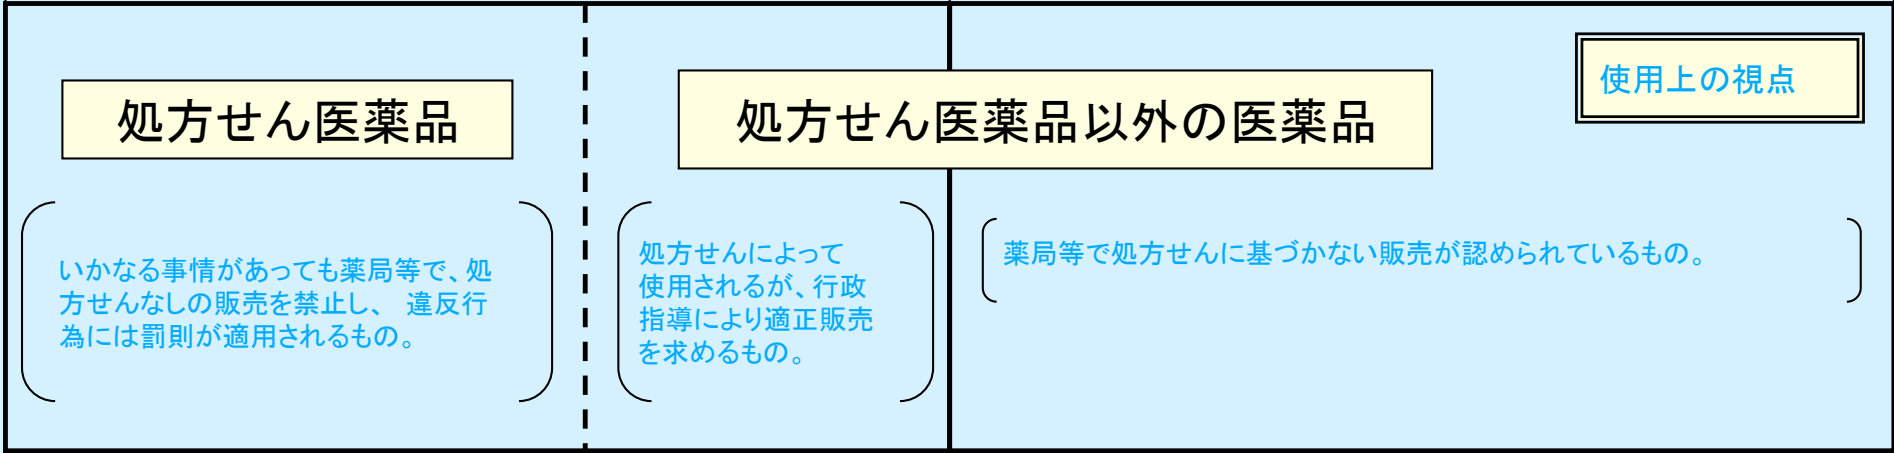 使用上の視点
処方せん医薬品
処方せん医薬品以外の医薬品
いかなる事情があっても薬局等で、処
方せんなしの販売を禁止し、 違反行
為には罰則が適用されるもの。
処方せんによって
使用されるが、行政
指導により適正販売
を求めるもの。
薬局等で処方せんに基づかない販売が認められているもの。